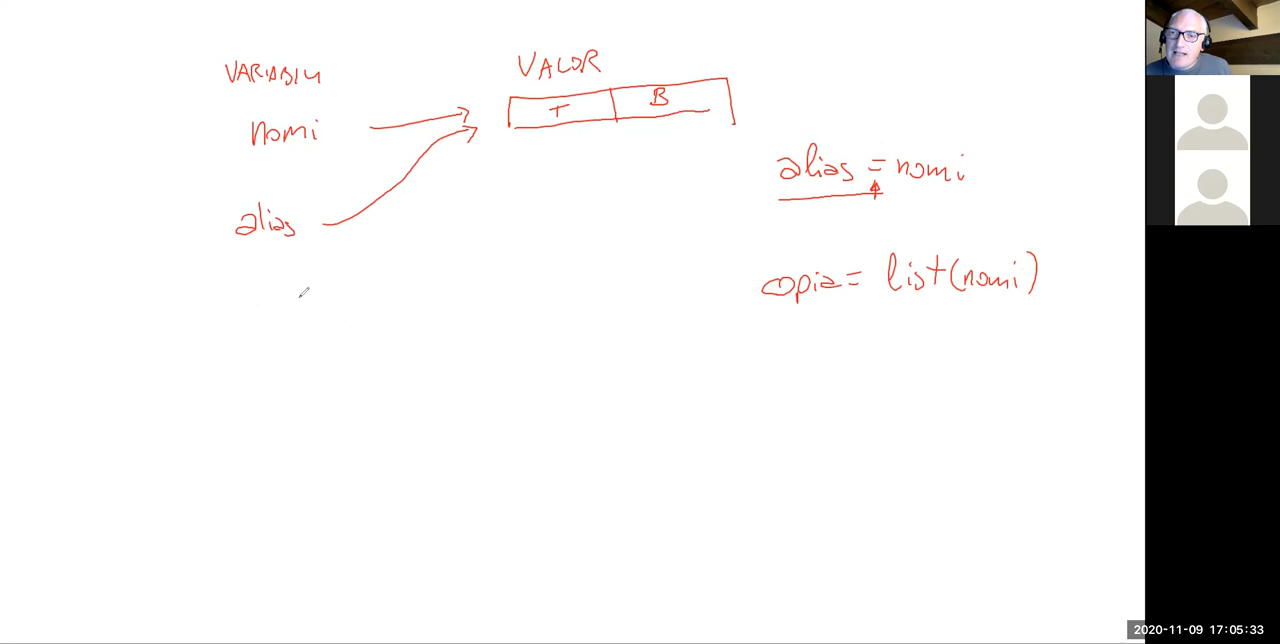 VARIABILI
VALOR
nomi
T B
alias = nomi
alias
copia = list(nomi)
2020-11-09 17:05:33